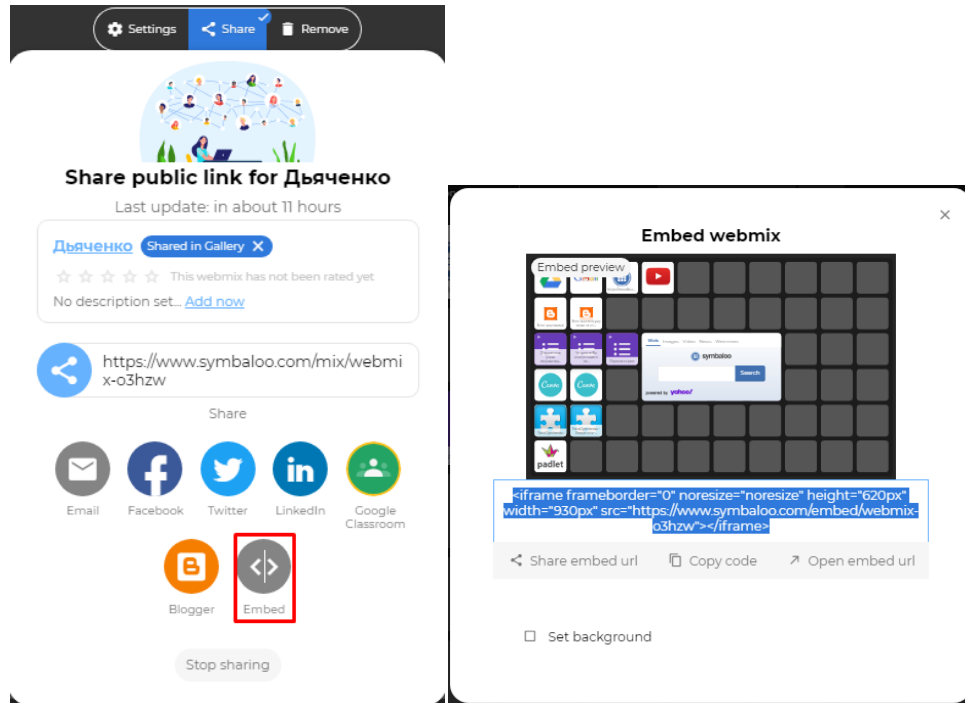 Settings
Share
Remove
Share public link for Дьяченко
Last update: in about 11 hours
Дьяченко
Shared in Gallery
This webmix has not been rated yet
No description set... Add now
https://www.symbaloo.com/mix/webmi
x-o3hzw
Share
Email
Facebook
Twitter
LinkedIn
Google
Classroom
Blogger
Embed
Stop sharing
Embed webmix
Embed preview
symbaloo
Search
powered by yahoo!
padlet
<iframe frameborder="0" noresize="noresize" height="620px"
width="930px" src="https://www.symbaloo.com/embed/webmix-
o3hzw"></iframe>
Share embed url
Copy code
Open embed url
Set background